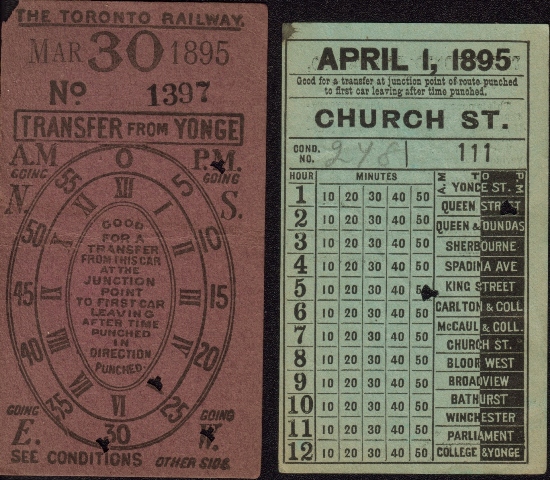 THE TORONTO RAILWAY.
MAR 30 1895
No 1397
TRANSFER FROM YONGE
A.M P.M.
GOING GOING
N. S.
0
5
10
15
20
25
30
40
45
50
55
XII
I
II
III
VI
GOOD
FOR A
TRANSFER
FROM THIS CAR
AT THE
JUNCTION
POINT
TO FIRST CAR
LEAVING
AFTER TIME
PUNCHED
IN
DIRECTION
PUNCHED.
GOING GOING
E. W.
SEE CONDITIONS OTHER SIDE.
APRIL 1, 1895
Good for a transfer at junction point of route punched
to first car leaving after time punched.
CHURCH ST.
COND. NO. 248 111
HOUR MINUTES A.M TO P M
1 10 20 30 40 50 YONGE ST.
2 10 20 30 40 50 QUEEN STREET
3 10 20 30 40 50 QUEEN & DUNDAS
4 10 20 30 40 50 SHERBOURNE
5 10 20 30 40 50 SPADINA AVE
6 10 20 30 40 50 KING STREET
7 10 20 30 40 50 CARLTON & COLL
8 10 20 30 40 50 McCAUL & COLL.
9 10 20 30 40 50 CHURCH ST.
10 10 20 30 40 50 BLOOR WEST
11 10 20 30 40 50 BROADVIEW
12 10 20 30 40 50 BATHURST
WINCHESTER
PARLIAMENT
COLLEGE & YONGE